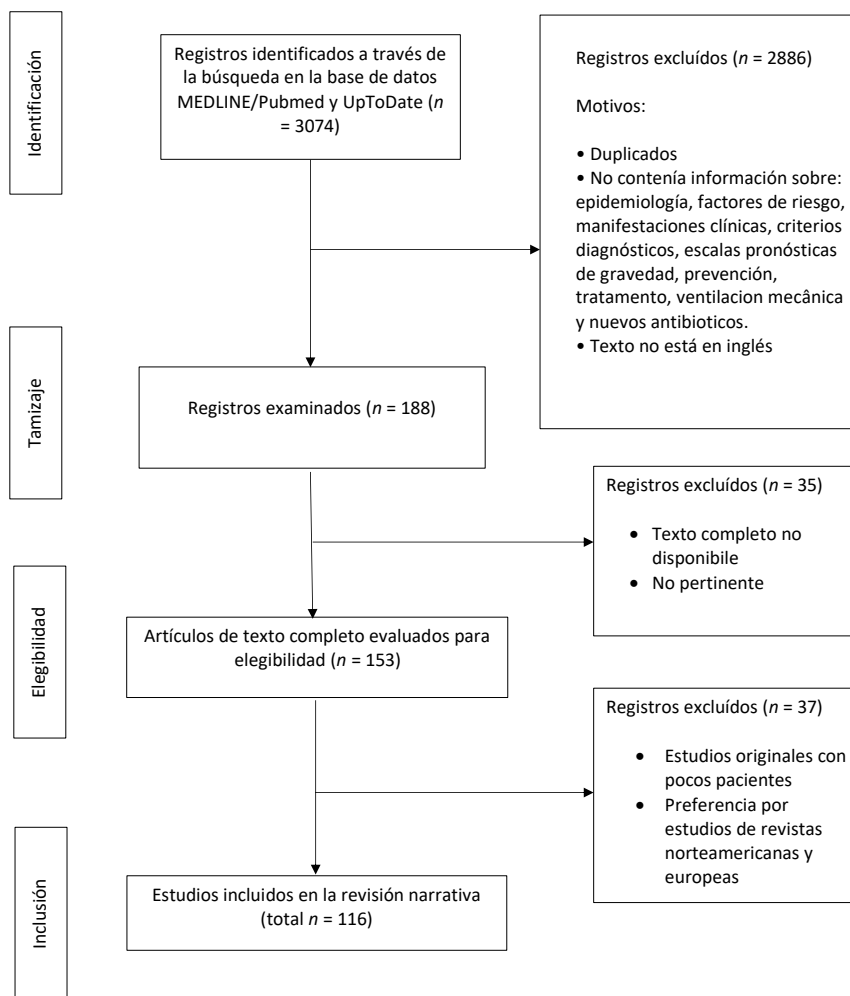 Identificación
Registros identificados a través de
la búsqueda en la base de datos
MEDLINE/Pubmed y UpToDate (n
= 3074)
Registros excluídos (n = 2886)
Motivos:
• Duplicados
• No contenía información sobre:
epidemiología, factores de riesgo,
manifestaciones clínicas, criterios
diagnósticos, escalas pronósticas
de gravedad, prevención,
tratamiento, ventilacion mecánica
y nuevos antibioticos.
• Texto no está en inglés
Tamizaje
Registros examinados (n = 188)
Registros excluídos (n = 35)
• Texto completo no
disponibile
• No pertinente
Elegibilidad
Artículos de texto completo evaluados para
elegibilidad (n = 153)
Registros excluídos (n = 37)
• Estudios originales con
pocos pacientes
• Preferencia por
estudios de revistas
norteamericanas y
europeas
Inclusión
Estudios incluidos en la revisión narrativa
(total n = 116)